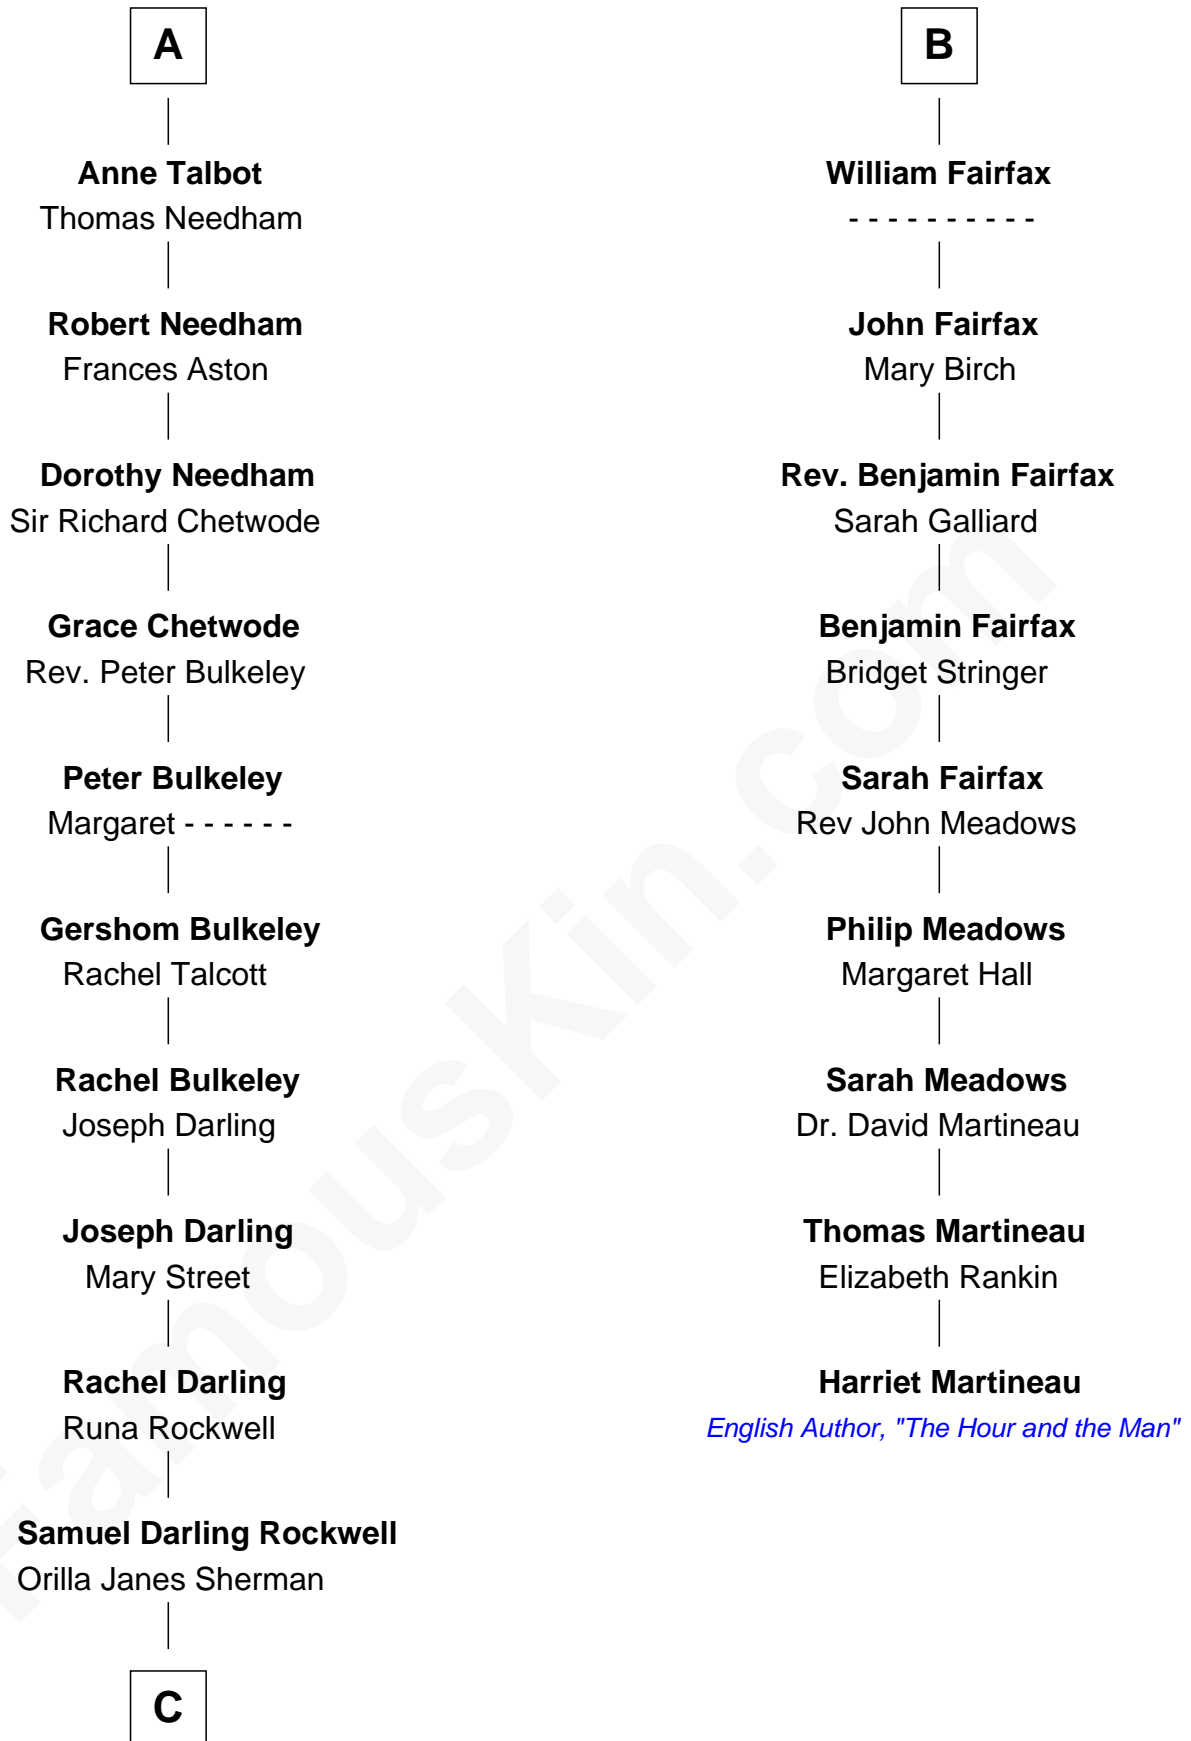 A
Anne Talbot
Thomas Needham
Robert Needham
Frances Aston
Dorothy Needham
Sir Richard Chetwode
Grace Chetwode
Rev. Peter Bulkeley
Peter Bulkeley
Margaret - - - - - -
Gershom Bulkeley
Rachel Talcott
Rachel Bulkeley
Joseph Darling
Joseph Darling
Mary Street
Rachel Darling
Runa Rockwell
Samuel Darling Rockwell
Orilla Janes Sherman
C
B
William Fairfax
- - - - - - - - - -
John Fairfax
Mary Birch
Rev. Benjamin Fairfax
Sarah Galliard
Benjamin Fairfax
Bridget Stringer
Sarah Fairfax
Rev John Meadows
Philip Meadows
Margaret Hall
Sarah Meadows
Dr. David Martineau
Thomas Martineau
Elizabeth Rankin
Harriet Martineau
English Author, "The Hour and the Man"
FamousKin.com